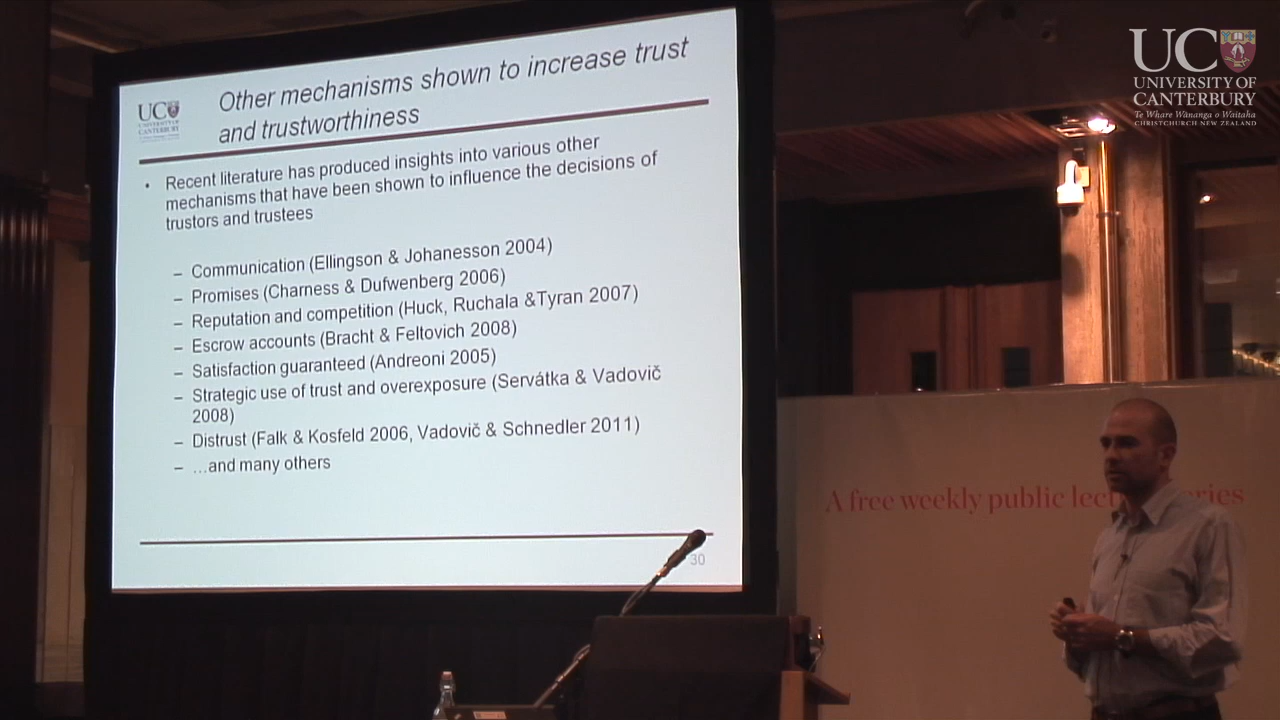 Other mechanisms shown to increase trust
and trustworthiness
UC
UNIVERSITY OF
CANTERBURY
Recent literature has produced insights into various other
mechanisms that have been shown to influence the decisions of
trustors and trustees
– Communication (Ellingson & Johanesson 2004)
– Promises (Charness & Dufwenberg 2006)
– Reputation and competition (Huck, Ruchala &Tyran 2007)
– Escrow accounts (Bracht & Feltovich 2008)
– Satisfaction guaranteed (Andreoni 2005)
– Strategic use of trust and overexposure (Servátka & Vadovič
2008)
– Distrust (Falk & Kosfeld 2006, Vadovič & Schnedler 2011)
– …and many others
30
UC
UNIVERSITY OF
CANTERBURY
Te Whare Wānanga o Waitaha
CHRISTCHURCH NEW ZEALAND
A free weekly public